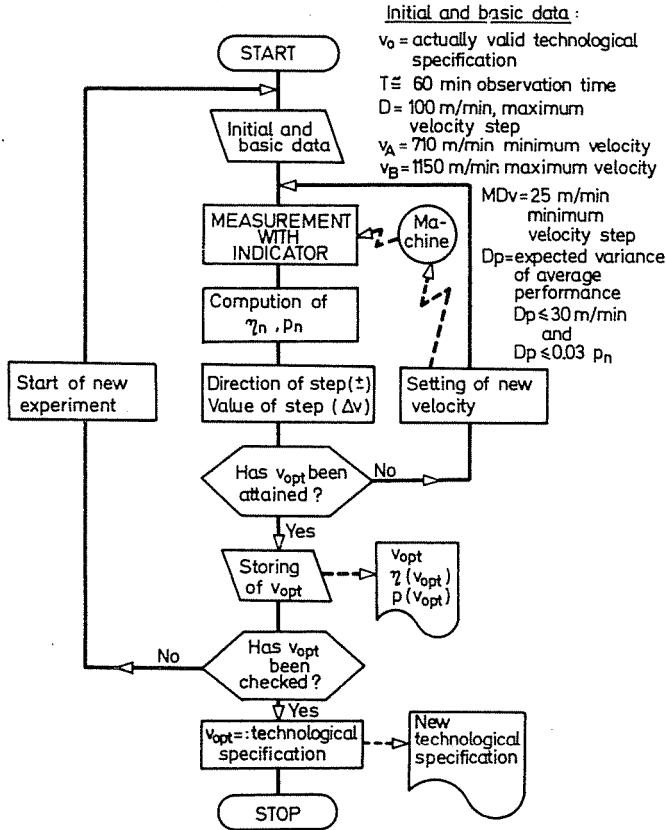 Initial and basic data :
v₀ = actually valid technological
specification
T ≅ 60 min observation time
D = 100 m/min, maximum
velocity step
v_A = 710 m/min minimum velocity
v_B = 1150 m/min maximum velocity
MDv = 25 m/min
minimum
velocity step
Dp = expected variance
of average
performance
Dp ≤ 30 m/min
and
Dp ≤ 0.03 pₙ
START
Initial and
basic data
MEASUREMENT
WITH
INDICATOR
Ma-
chine
Compution of
ηₙ , pₙ
Start of new
experiment
Direction of step (±)
Value of step (Δv)
Setting of new
velocity
Has v_opt been
attained ?
No
Yes
Storing
of v_opt
v_opt
η (v_opt)
p (v_opt)
No
Has v_opt
been
checked ?
Yes
v_opt =: technological
specification
New
technological
specification
STOP